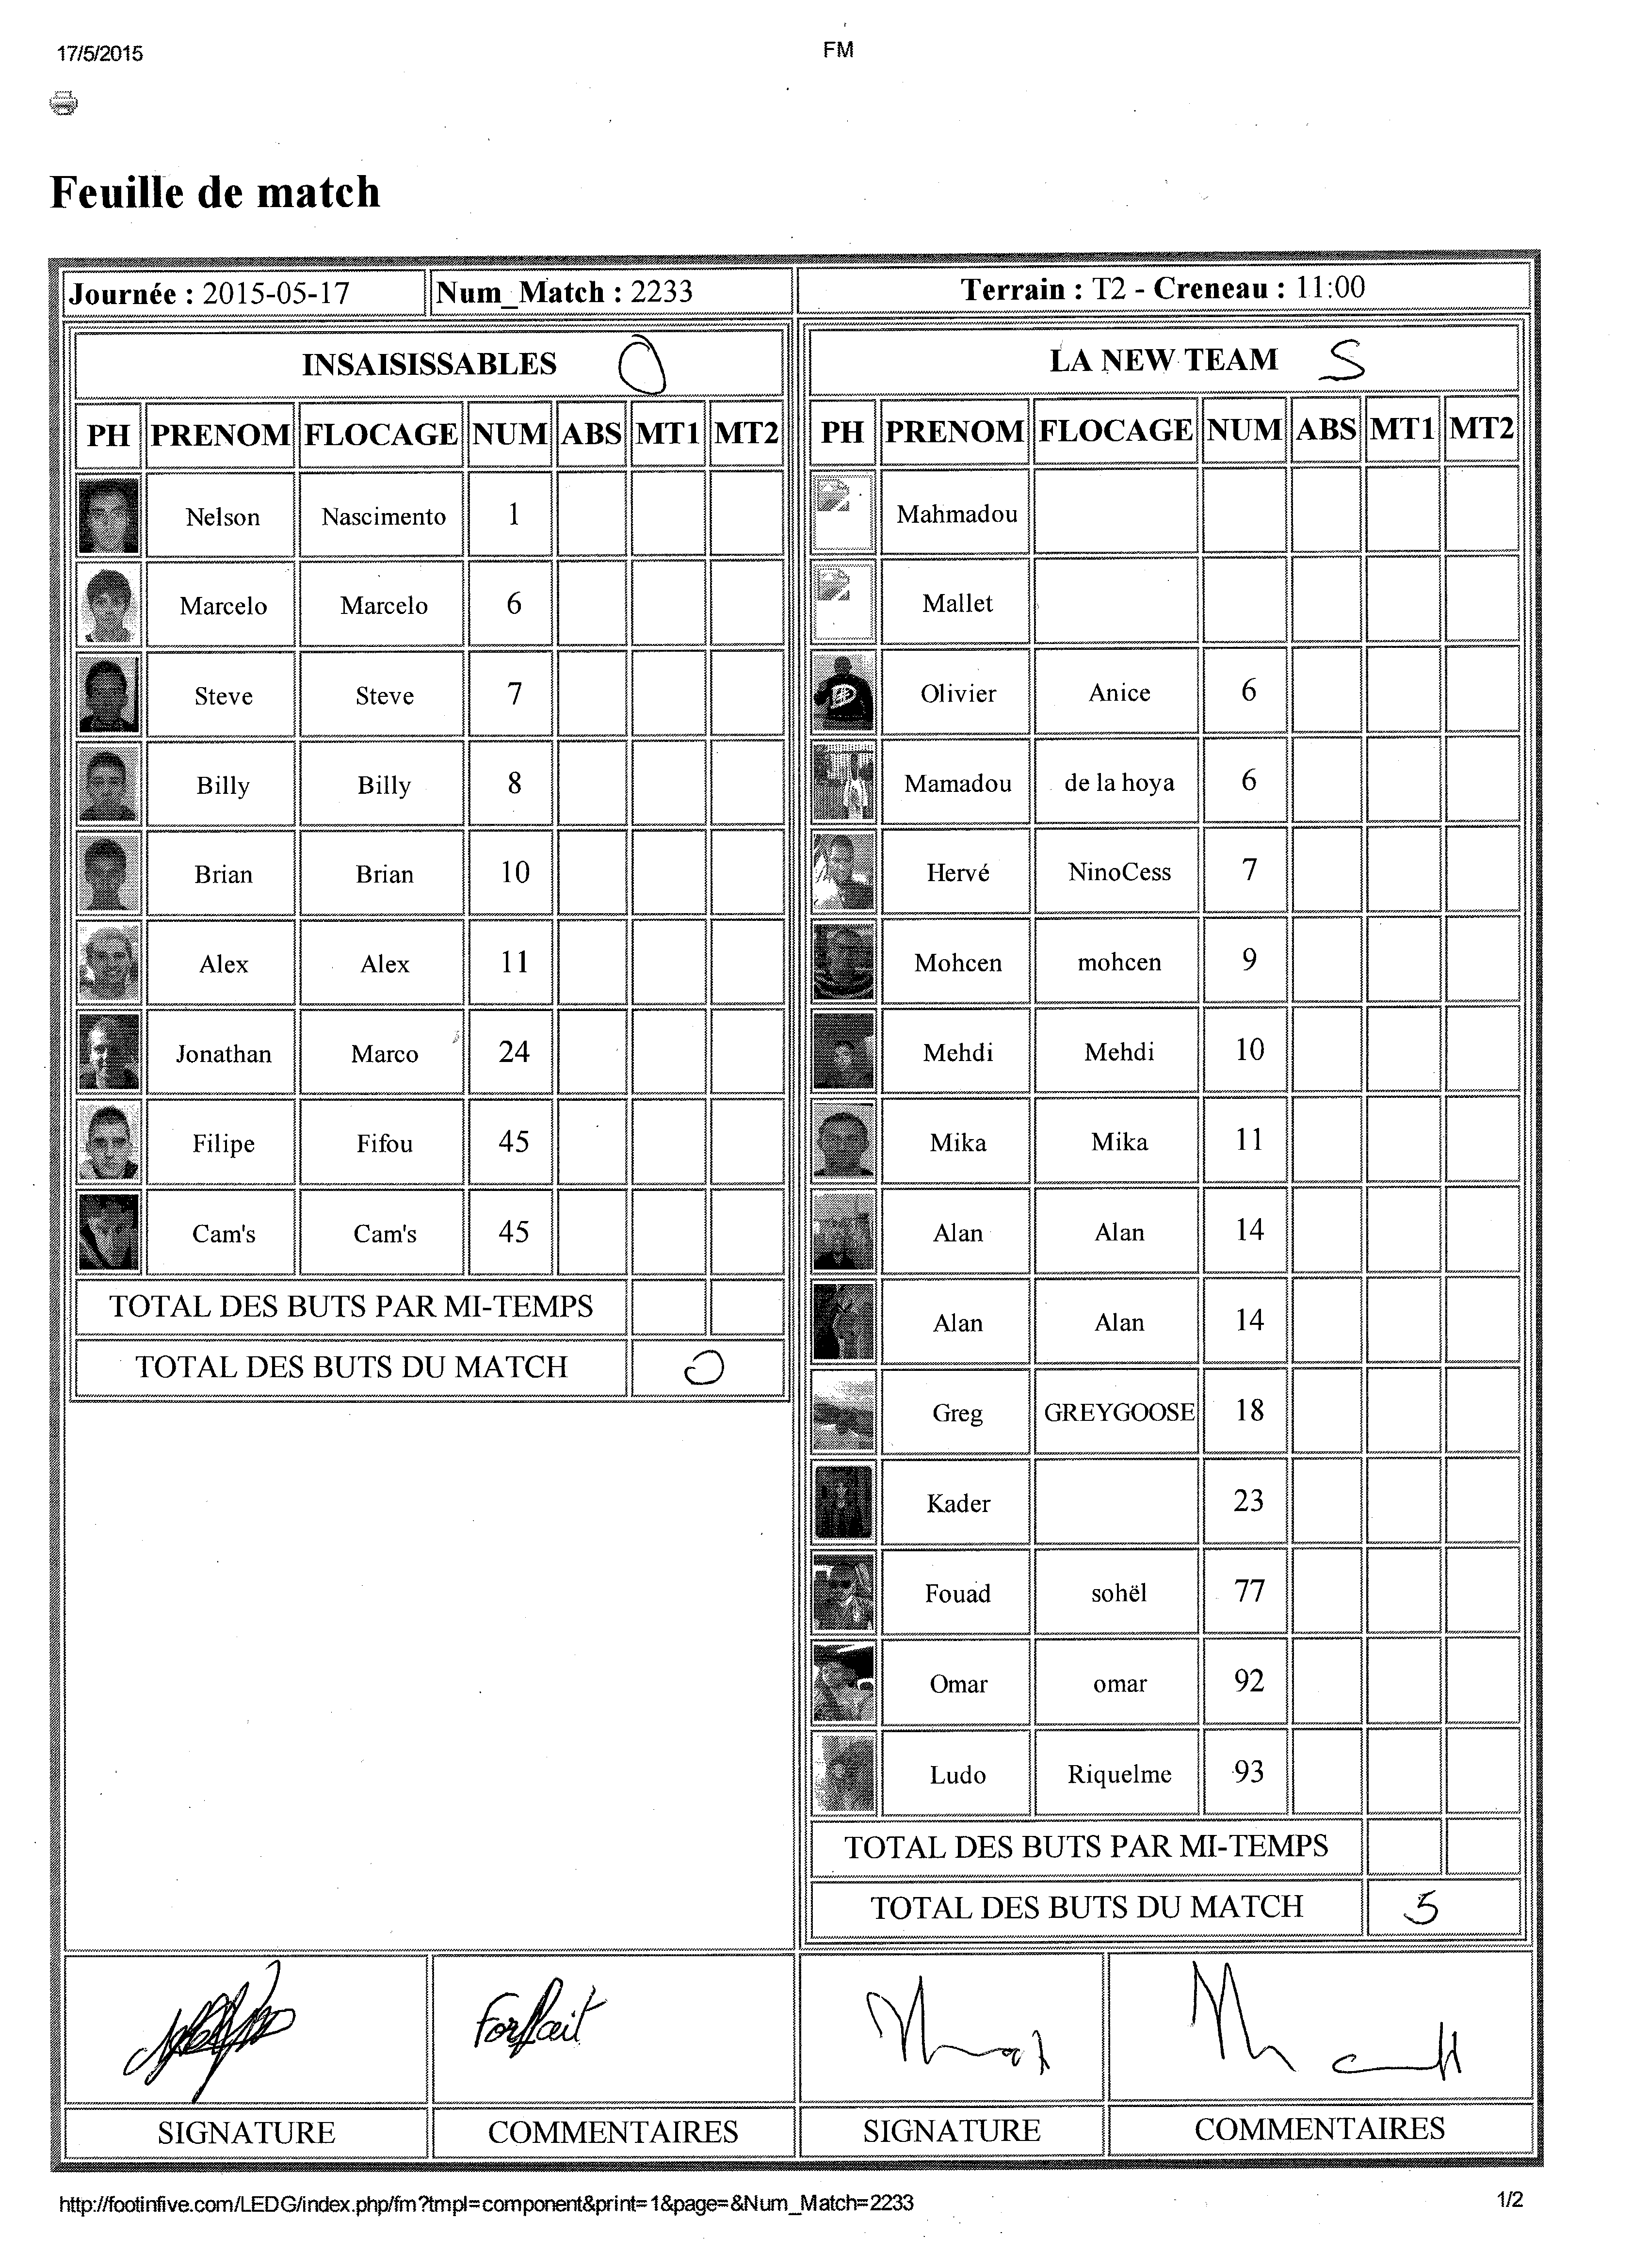 17/5/2015 FM
Feuille de match
Journée : 2015-05-17 Num_Match : 2233 Terrain : T2 - Creneau : 11:00
INSAISISSABLES 0 LA NEW TEAM 5
PH PRENOM FLOCAGE NUM ABS MT1 MT2 PH PRENOM FLOCAGE NUM ABS MT1 MT2
Nelson Nascimento 1 Mahmadou
Marcelo Marcelo 6 Mallet
Steve Steve 7 Olivier Anice 6
Billy Billy 8 Mamadou de la hoya 6
Brian Brian 10 Hervé NinoCess 7
Alex Alex 11 Mohcen mohcen 9
Jonathan Marco 24 Mehdi Mehdi 10
Filipe Fifou 45 Mika Mika 11
Cam's Cam's 45 Alan Alan 14
TOTAL DES BUTS PAR MI-TEMPS Alan Alan 14
TOTAL DES BUTS DU MATCH 0
Greg GREYGOOSE 18
Kader 23
Fouad sohël 77
Omar omar 92
Ludo Riquelme 93
TOTAL DES BUTS PAR MI-TEMPS
TOTAL DES BUTS DU MATCH 5
Forfait
SIGNATURE COMMENTAIRES SIGNATURE COMMENTAIRES
http://footinfive.com/LEDG/index.php/fm?tmpl=component&print=1&page=&Num_Match=2233 1/2